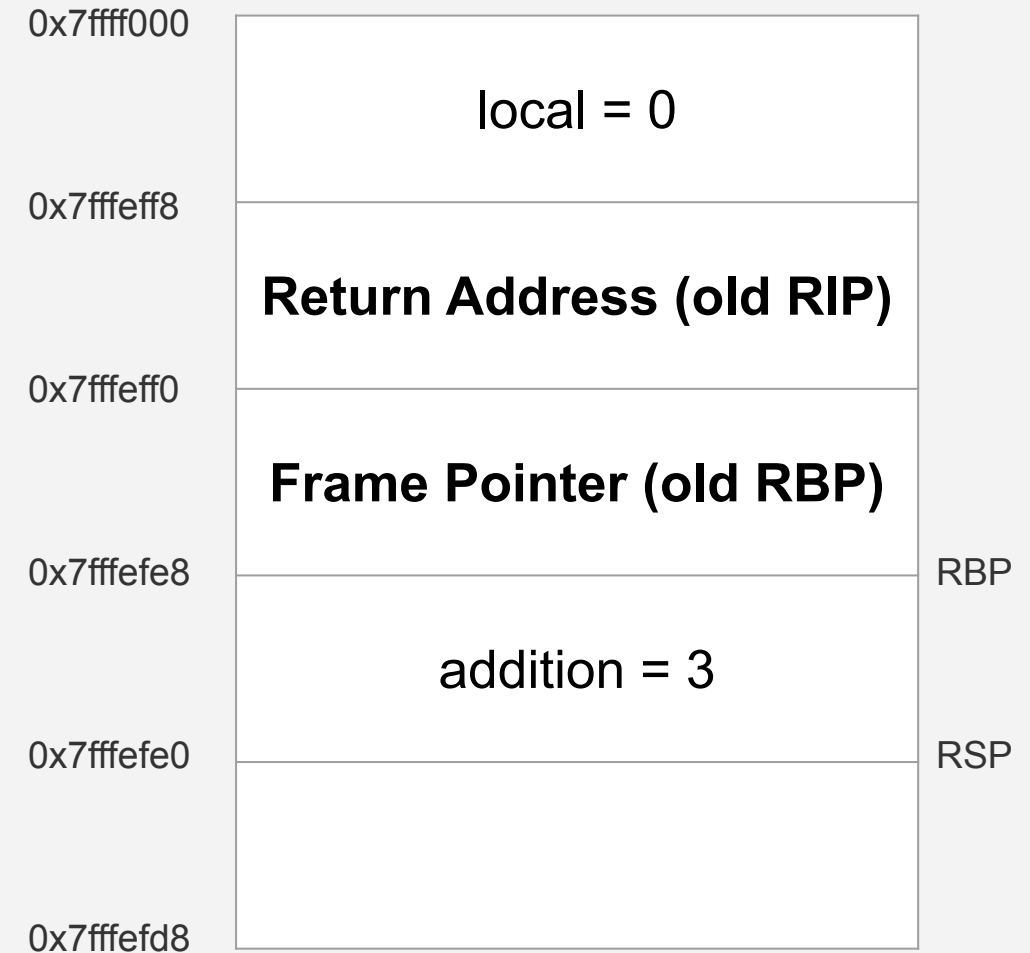 0x7ffff000
local = 0
0x7fffeff8
Return Address (old RIP)
0x7fffeff0
Frame Pointer (old RBP)
0x7fffefe8
RBP
addition = 3
0x7fffefe0
RSP
0x7fffefd8